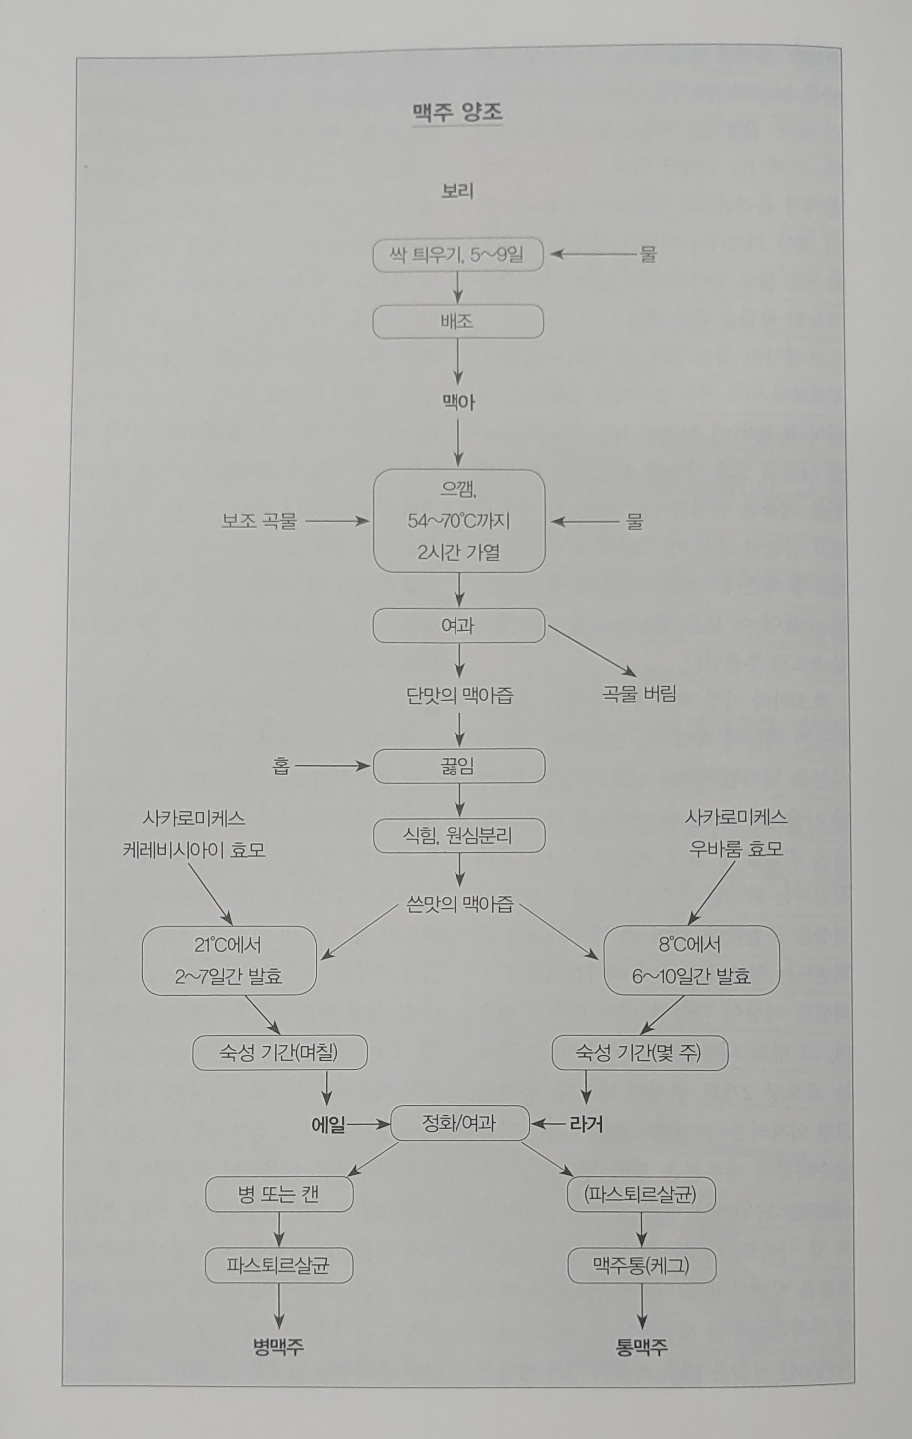 맥주 양조
보리
싹 틔우기, 5~9일
물
배조
맥아
으깸,
54~70℃까지
2시간 가열
보조 곡물
물
여과
단맛의 맥아즙
곡물 버림
홉
끓임
식힘, 원심분리
쓴맛의 맥아즙
사카로미케스
케레비시아이 효모
사카로미케스
우바룸 효모
21℃에서
2~7일간 발효
8℃에서
6~10일간 발효
숙성 기간(며칠)
숙성 기간(몇 주)
에일
정화/여과
라거
병 또는 캔
(파스퇴르살균)
파스퇴르살균
맥주통(케그)
병맥주
통맥주